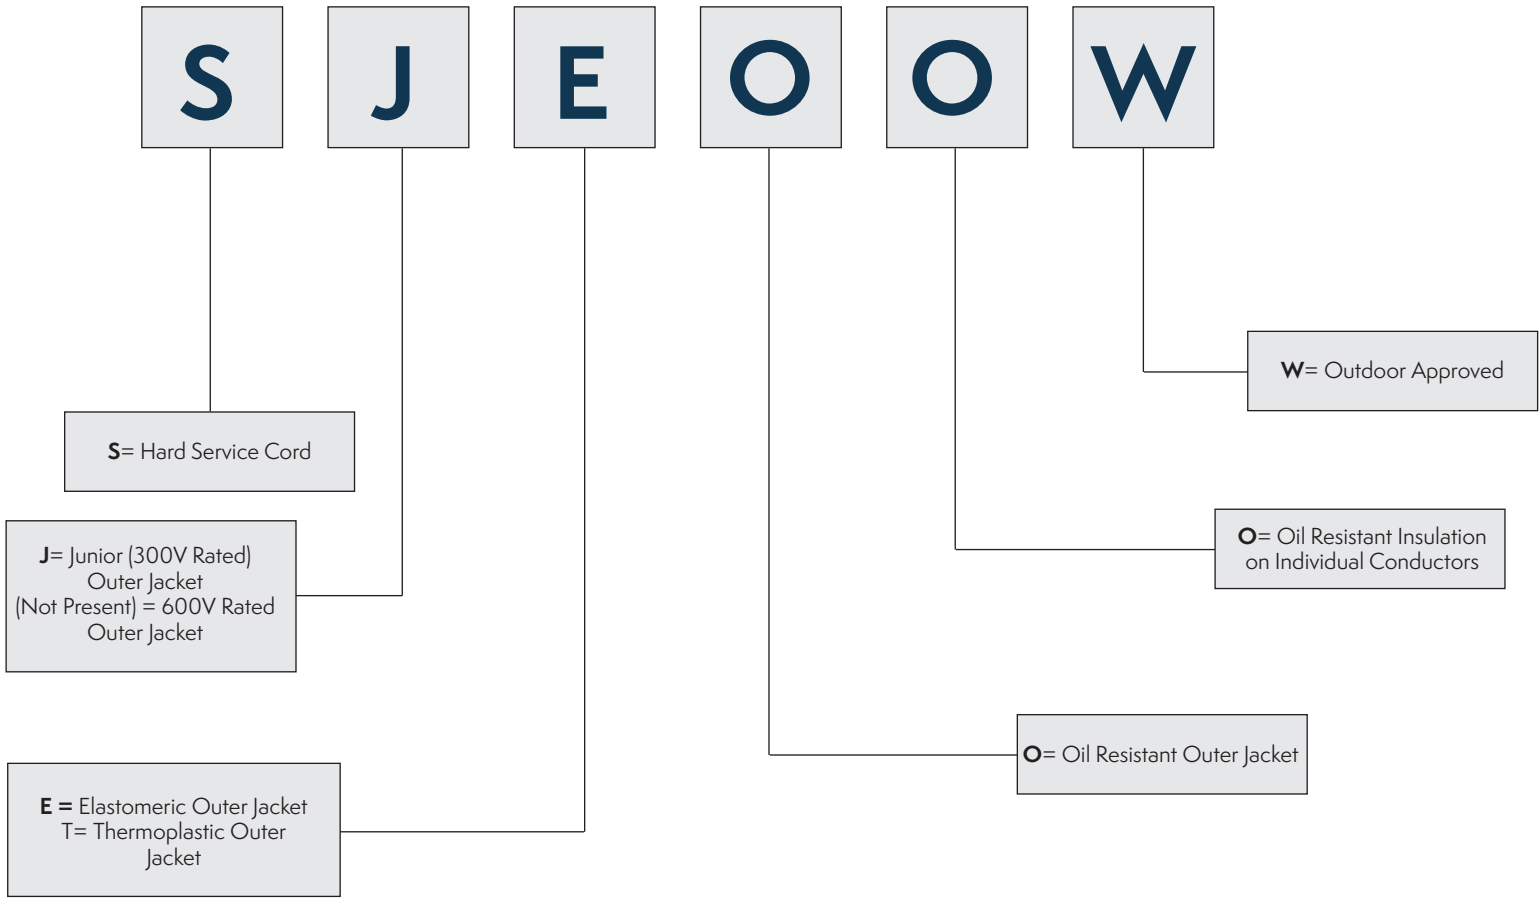 S J E O O W
W= Outdoor Approved
S= Hard Service Cord
O= Oil Resistant Insulation
on Individual Conductors
J= Junior (300V Rated)
Outer Jacket
(Not Present) = 600V Rated
Outer Jacket
O= Oil Resistant Outer Jacket
E = Elastomeric Outer Jacket
T= Thermoplastic Outer
Jacket